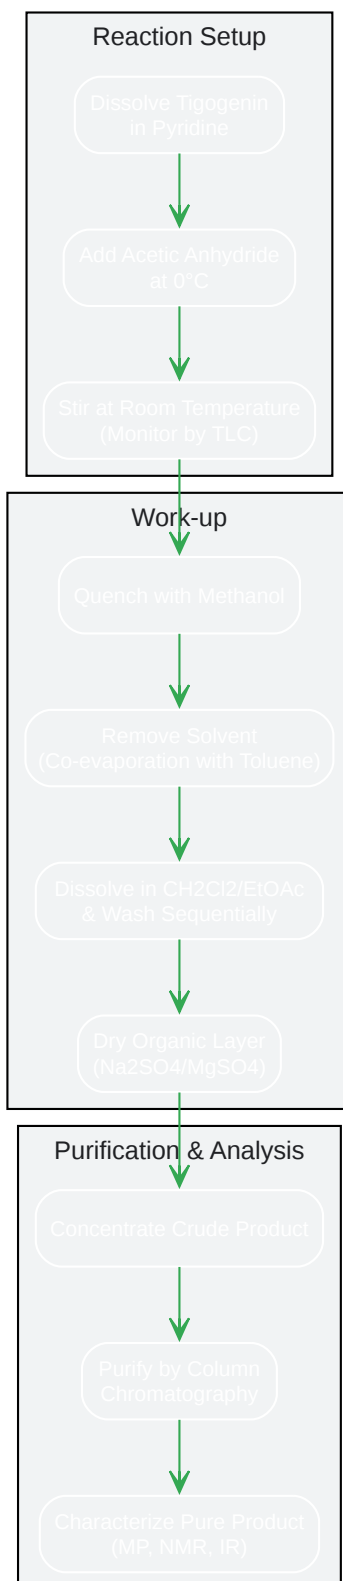 Reaction Setup
Dissolve Tigogenin
in Pyridine
Add Acetic Anhydride
at 0°C
Stir at Room Temperature
(Monitor by TLC)
Work-up
Quench with Methanol
Remove Solvent
(Co-evaporation with Toluene)
Dissolve in CH2Cl2/EtOAc
& Wash Sequentially
Dry Organic Layer
(Na2SO4/MgSO4)
Purification & Analysis
Concentrate Crude Product
Purify by Column
Chromatography
Characterize Pure Product
(MP, NMR, IR)